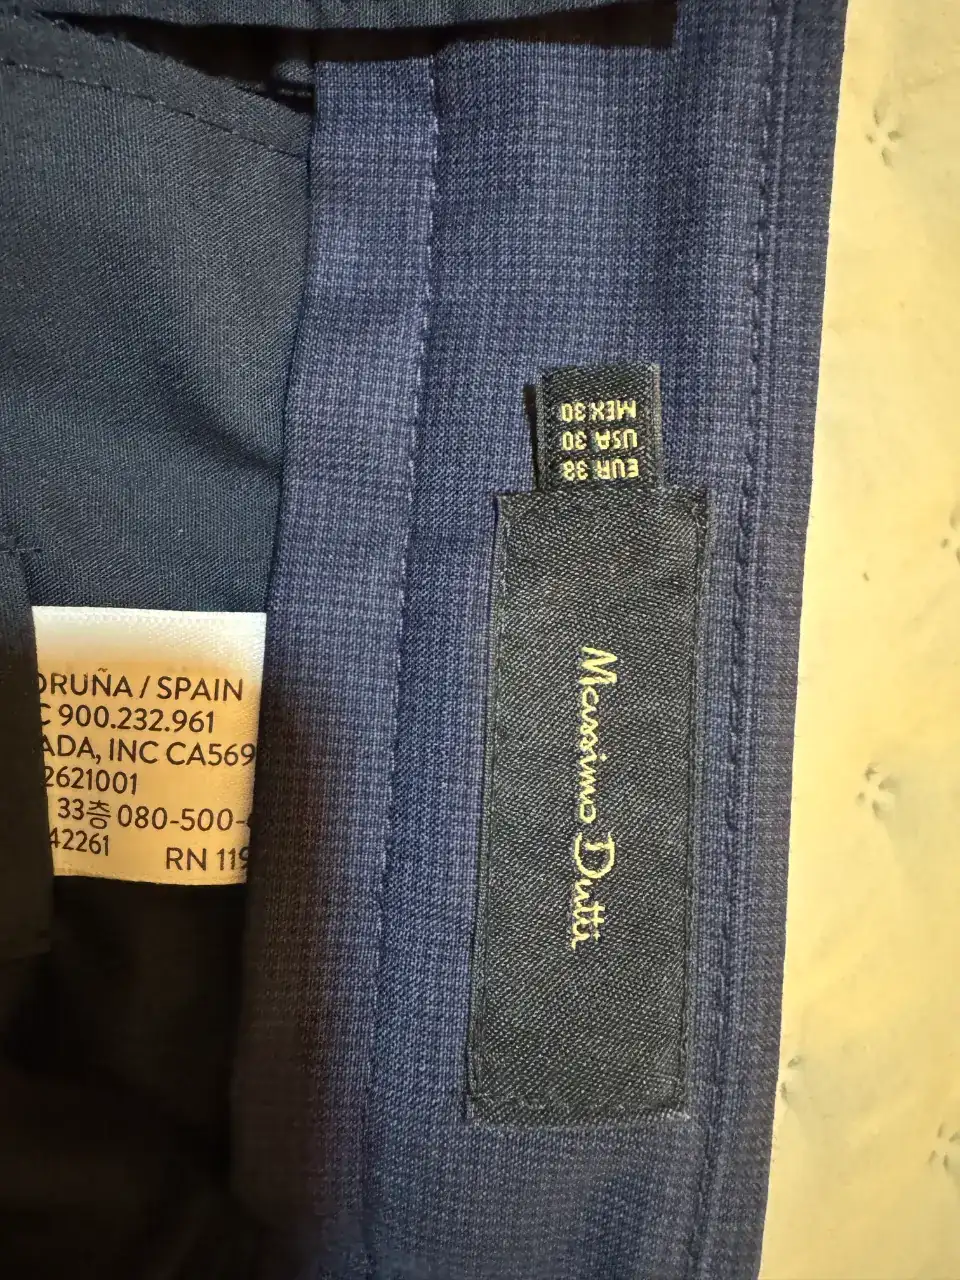 EUR 38
USA 30
MEX 30
Massimo Dutti
ORUÑA / SPAIN
C 900.232.961
ADA, INC CA569
2621001
33층 080-500-
42261 RN 119